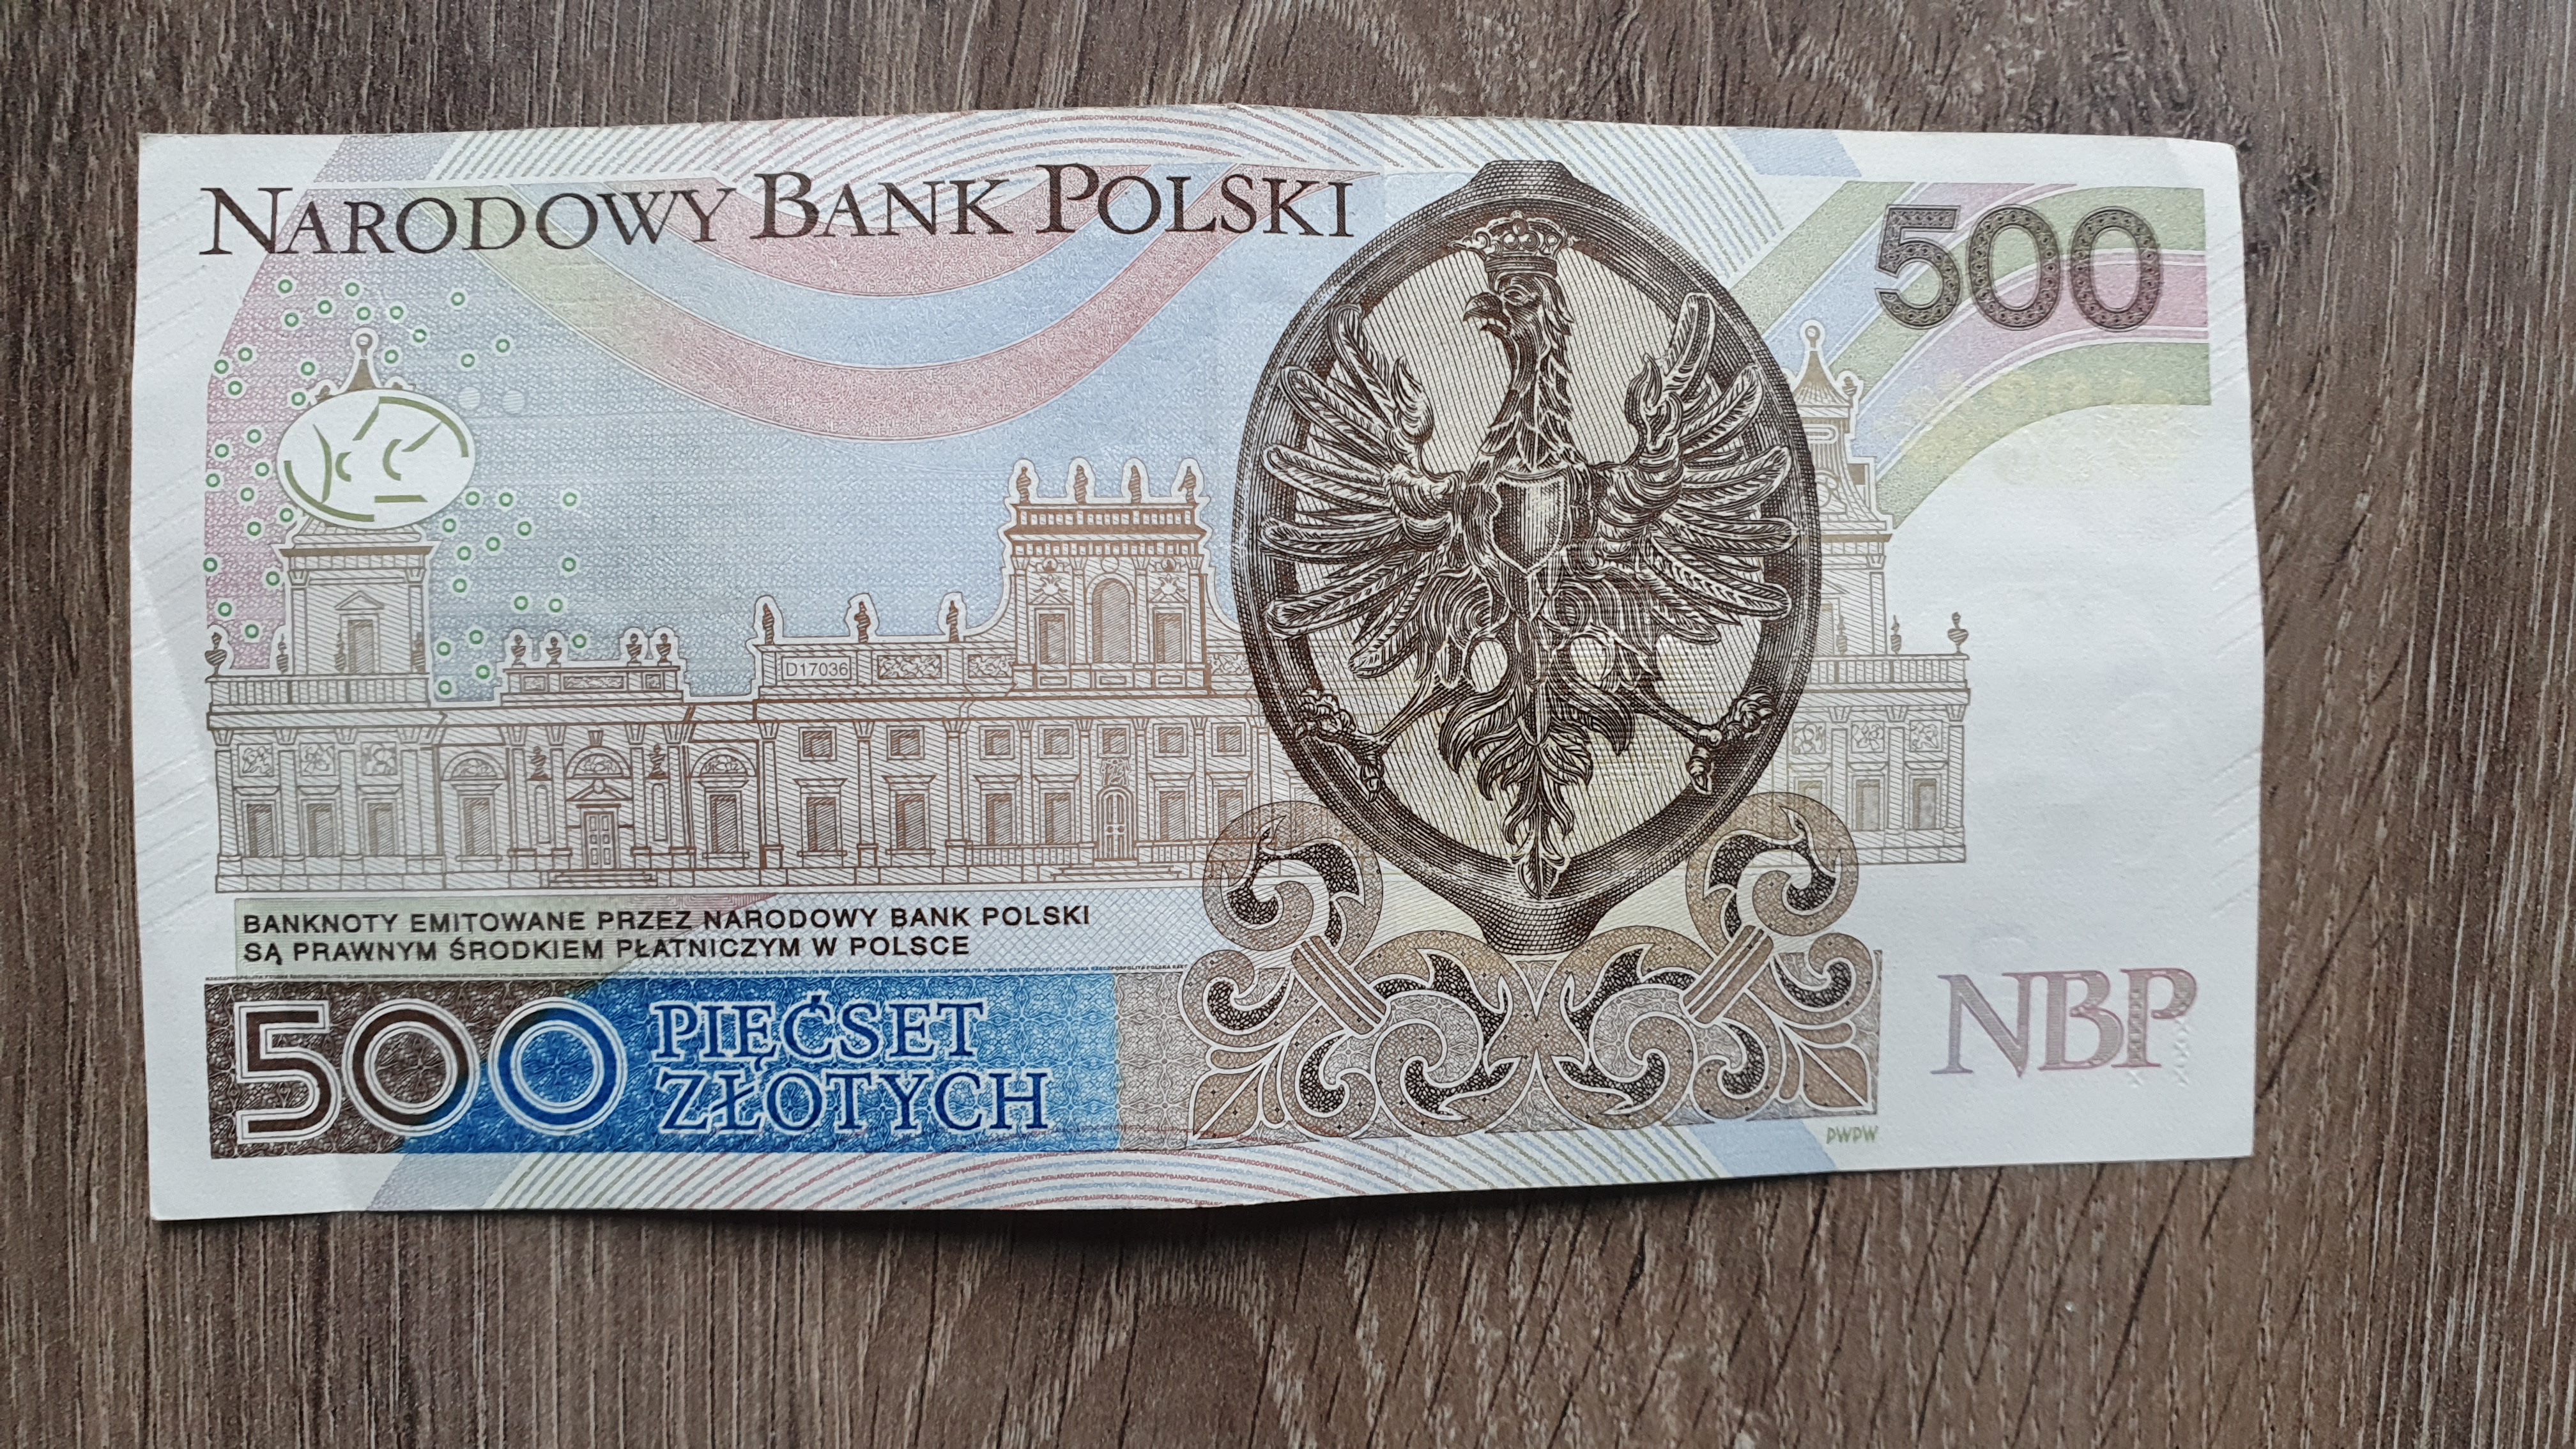 NARODOWY BANK POLSKI
500
D17036
BANKNOTY EMITOWANE PRZEZ NARODOWY BANK POLSKI
SĄ PRAWNYM ŚRODKIEM PŁATNICZYM W POLSCE
500 PIĘĆSET
ZŁOTYCH
NBP
PWPW